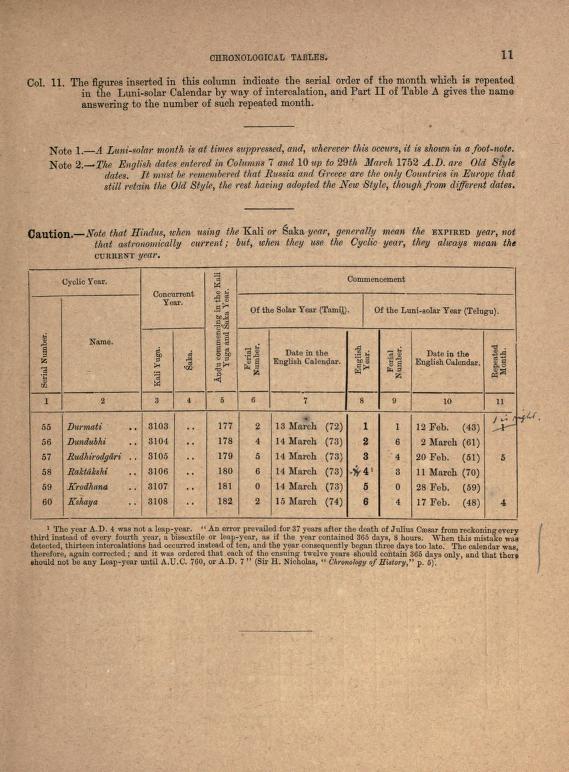 CHRONOLOGICAL TABLES. 11
Col. 11. The figures inserted in this column indicate the serial order of the month which is repeated
in the Luni-solar Calendar by way of intercalation, and Part II of Table A gives the name
answering to the number of such repeated month.
Note 1.—A Luni-solar month is at times suppressed, and, wherever this occurs, it is shown in a foot-note.
Note 2.—The English dates entered in Columns 7 and 10 up to 29th March 1752 A.D. are Old Style
dates. It must be remembered that Russia and Greece are the only Countries in Europe that
still retain the Old Style, the rest having adopted the New Style, though from different dates.
Caution.—Note that Hindus, when using the Kali or Śaka year, generally mean the EXPIRED year, not
that astronomically current; but, when they use the Cyclic year, they always mean the
CURRENT year.
Cyclic Year. Concurrent Year. Aṇḍu commencing in the Kali Yuga and Śaka Year. Commencement
Of the Solar Year (Tamiḷ). Of the Luni-solar Year (Telugu).
Serial Number. Name. Kali Yuga. Śaka. Ferial Number. Date in the English Calendar. English Year. Ferial Number. Date in the English Calendar. Repeated Month.
1 2 3 4 5 6 7 8 9 10 11
55 Durmati .. 3103 .. 177 2 13 March (72) 1 1 12 Feb. (43)
56 Dundubhi .. 3104 .. 178 4 14 March (73) 2 6 2 March (61)
57 Rudhirodgâri .. 3105 .. 179 5 14 March (73) 3 4 20 Feb. (51) 5
58 Raktâkshi .. 3106 .. 180 6 14 March (73) 4¹ 3 11 March (70)
59 Krodhana .. 3107 .. 181 0 14 March (73) 5 0 28 Feb. (59)
60 Kshaya .. 3108 .. 182 2 15 March (74) 6 4 17 Feb. (48) 4
¹ The year A.D. 4 was not a leap-year. “An error prevailed for 37 years after the death of Julius Cæsar from reckoning every
third instead of every fourth year, a bissextile or leap-year, as if the year contained 365 days, 8 hours. When this mistake was
detected, thirteen intercalations had occurred instead of ten, and the year consequently began three days too late. The calendar was,
therefore, again corrected; and it was ordered that each of the ensuing twelve years should contain 365 days only, and that there
should not be any Leap-year until A.U.C. 760, or A.D. 7” (Sir H. Nicholas, “Chronology of History,” p. 5).